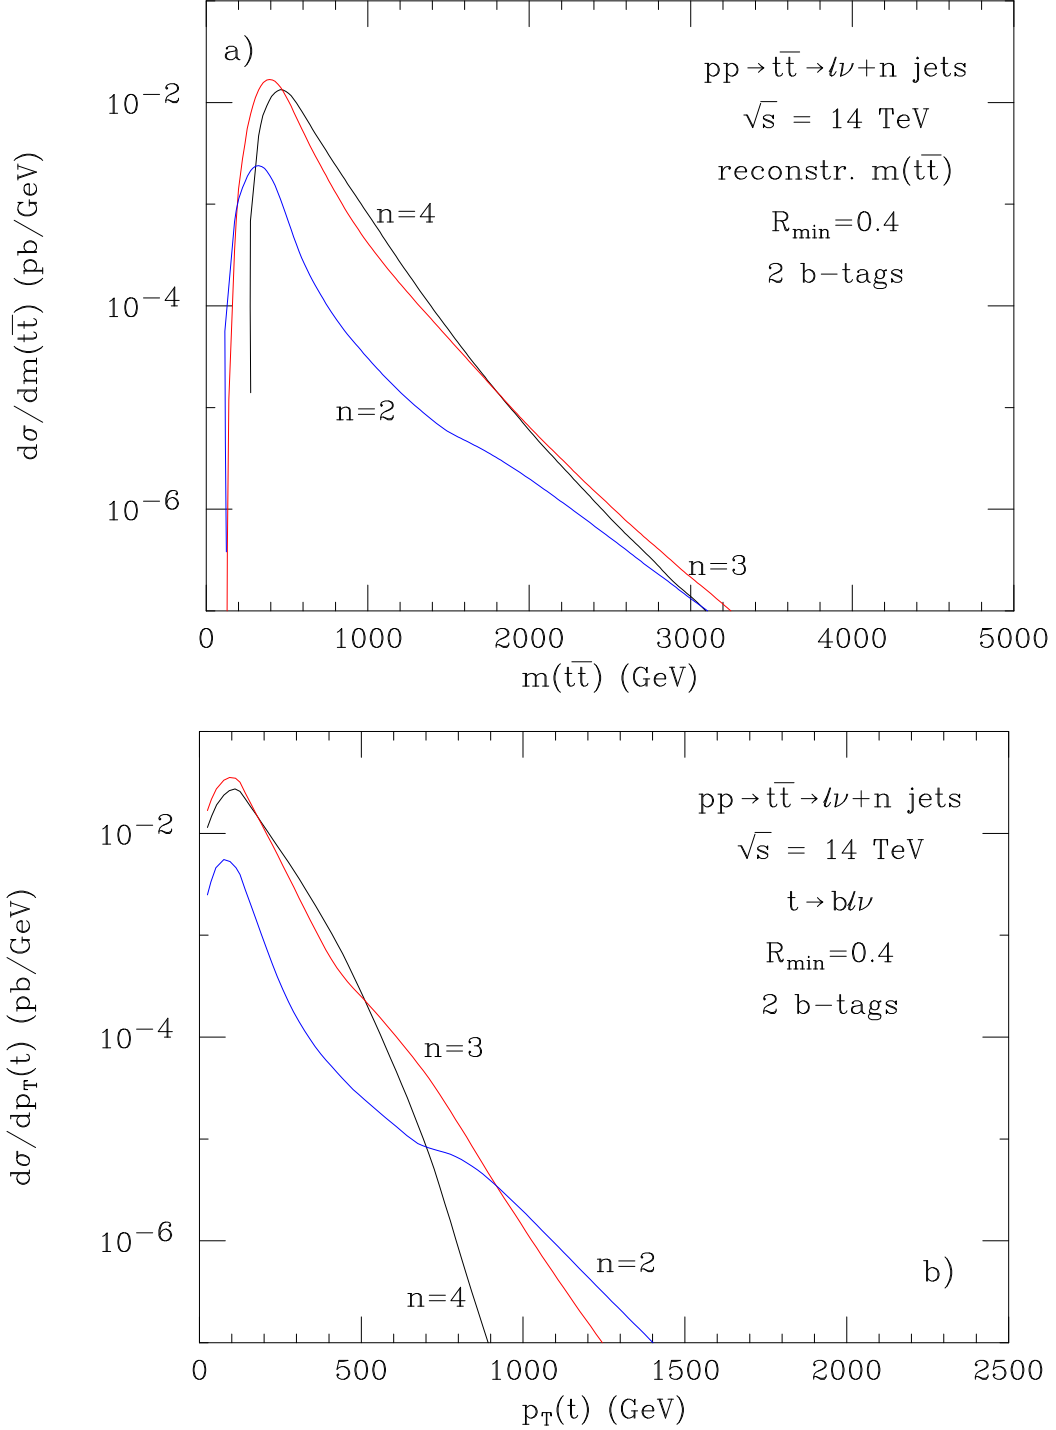 a)
pp→tt̅→lν+n jets
√s = 14 TeV
reconstr. m(tt̅)
R_min=0.4
2 b−tags
10^−2
10^−4
10^−6
dσ/dm(tt̅) (pb/GeV)
n=4
n=2
n=3
0 1000 2000 3000 4000 5000
m(tt̅) (GeV)
pp→tt̅→lν+n jets
√s = 14 TeV
t→blν
R_min=0.4
2 b−tags
10^−2
10^−4
10^−6
dσ/dp_T(t) (pb/GeV)
n=3
n=2
n=4
b)
0 500 1000 1500 2000 2500
p_T(t) (GeV)